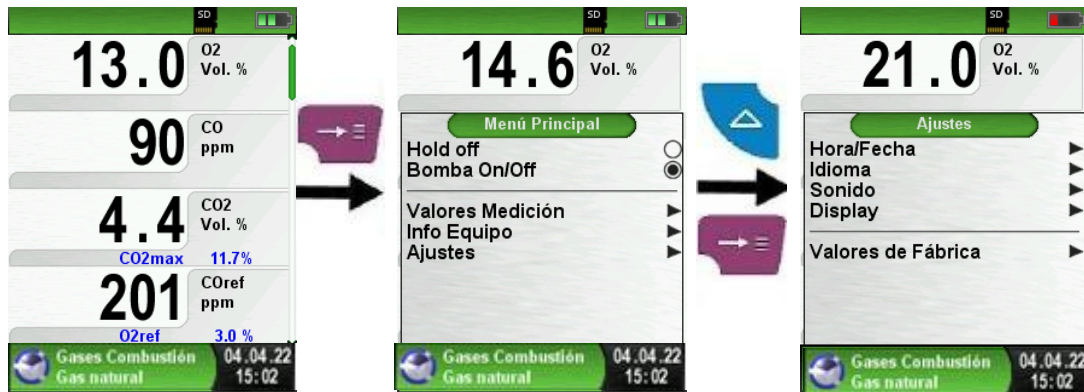 SD
13.0 O2 Vol. %
90 CO ppm
4.4 CO2 Vol. %
CO2max 11.7%
201 COref ppm
O2ref 3.0 %
Gases Combustión 04.04.22
Gas natural 15:02
SD
14.6 O2 Vol. %
Menú Principal
Hold off
Bomba On/Off
Valores Medición
Info Equipo
Ajustes
Gases Combustión 04.04.22
Gas natural 15:02
SD
21.0 O2 Vol. %
Ajustes
Hora/Fecha
Idioma
Sonido
Display
Valores de Fábrica
Gases Combustión 04.04.22
Gas natural 15:02